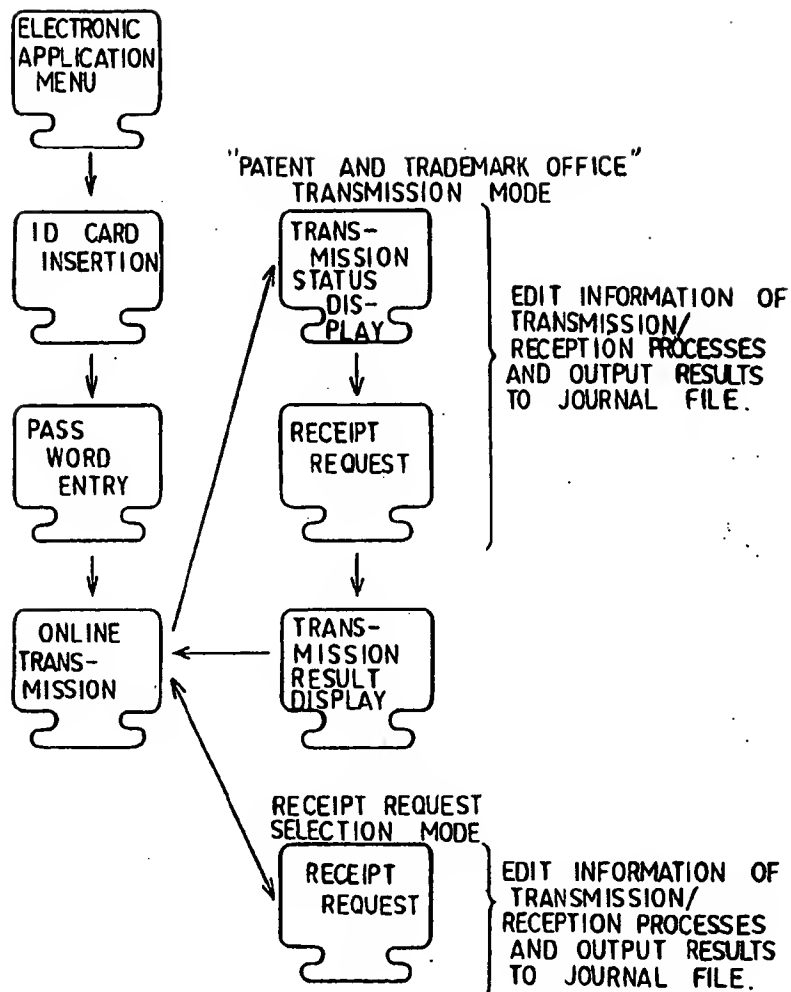 ELECTRONIC
APPLICATION
MENU
ID CARD
INSERTION
PASS
WORD
ENTRY
ONLINE
TRANS-
MISSION
"PATENT AND TRADEMARK OFFICE"
TRANSMISSION MODE
TRANS-
MISSION
STATUS
DIS-
PLAY
RECEIPT
REQUEST
TRANS-
MISSION
RESULT
DISPLAY
EDIT INFORMATION OF
TRANSMISSION/
RECEPTION PROCESSES
AND OUTPUT RESULTS
TO JOURNAL FILE.
RECEIPT REQUEST
SELECTION MODE
RECEIPT
REQUEST
EDIT INFORMATION OF
TRANSMISSION/
RECEPTION PROCESSES
AND OUTPUT RESULTS
TO JOURNAL FILE.